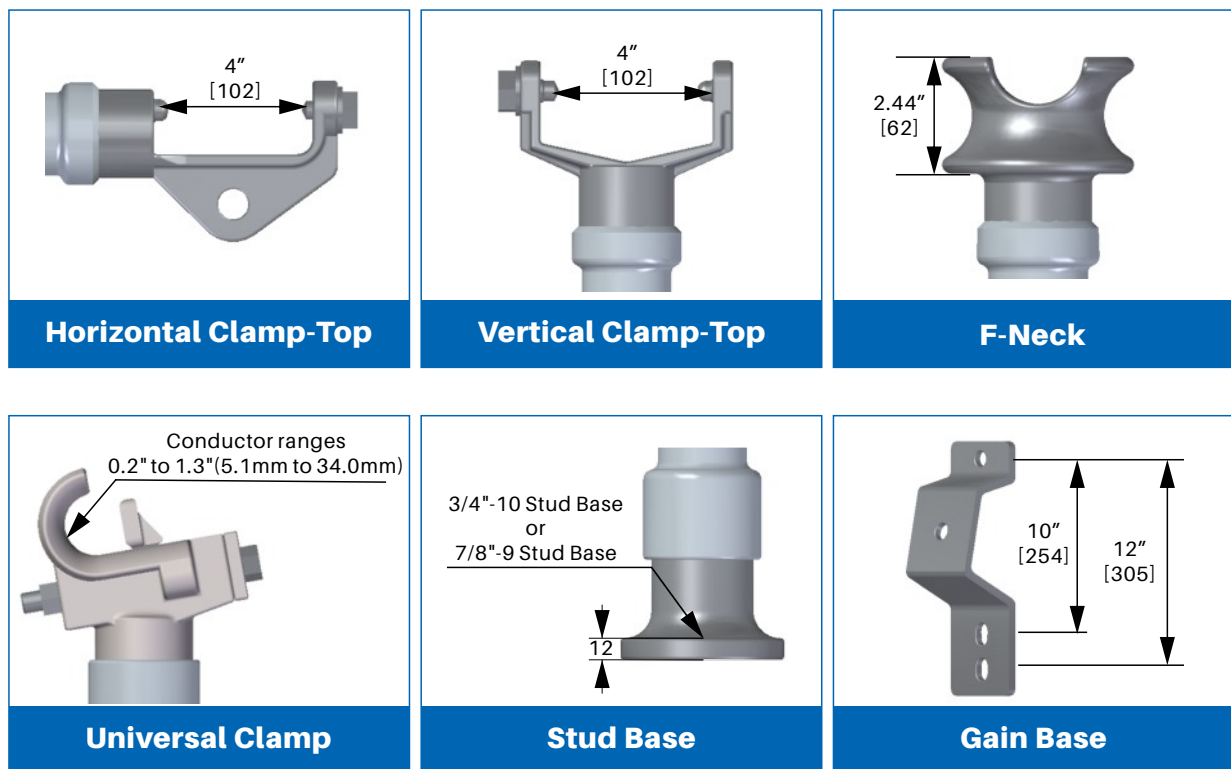 4″
[102]
Horizontal Clamp-Top
4″
[102]
Vertical Clamp-Top
2.44″
[62]
F-Neck
Conductor ranges
0.2" to 1.3"(5.1mm to 34.0mm)
Universal Clamp
3/4"-10 Stud Base
or
7/8"-9 Stud Base
12
Stud Base
10″
[254]
12″
[305]
Gain Base